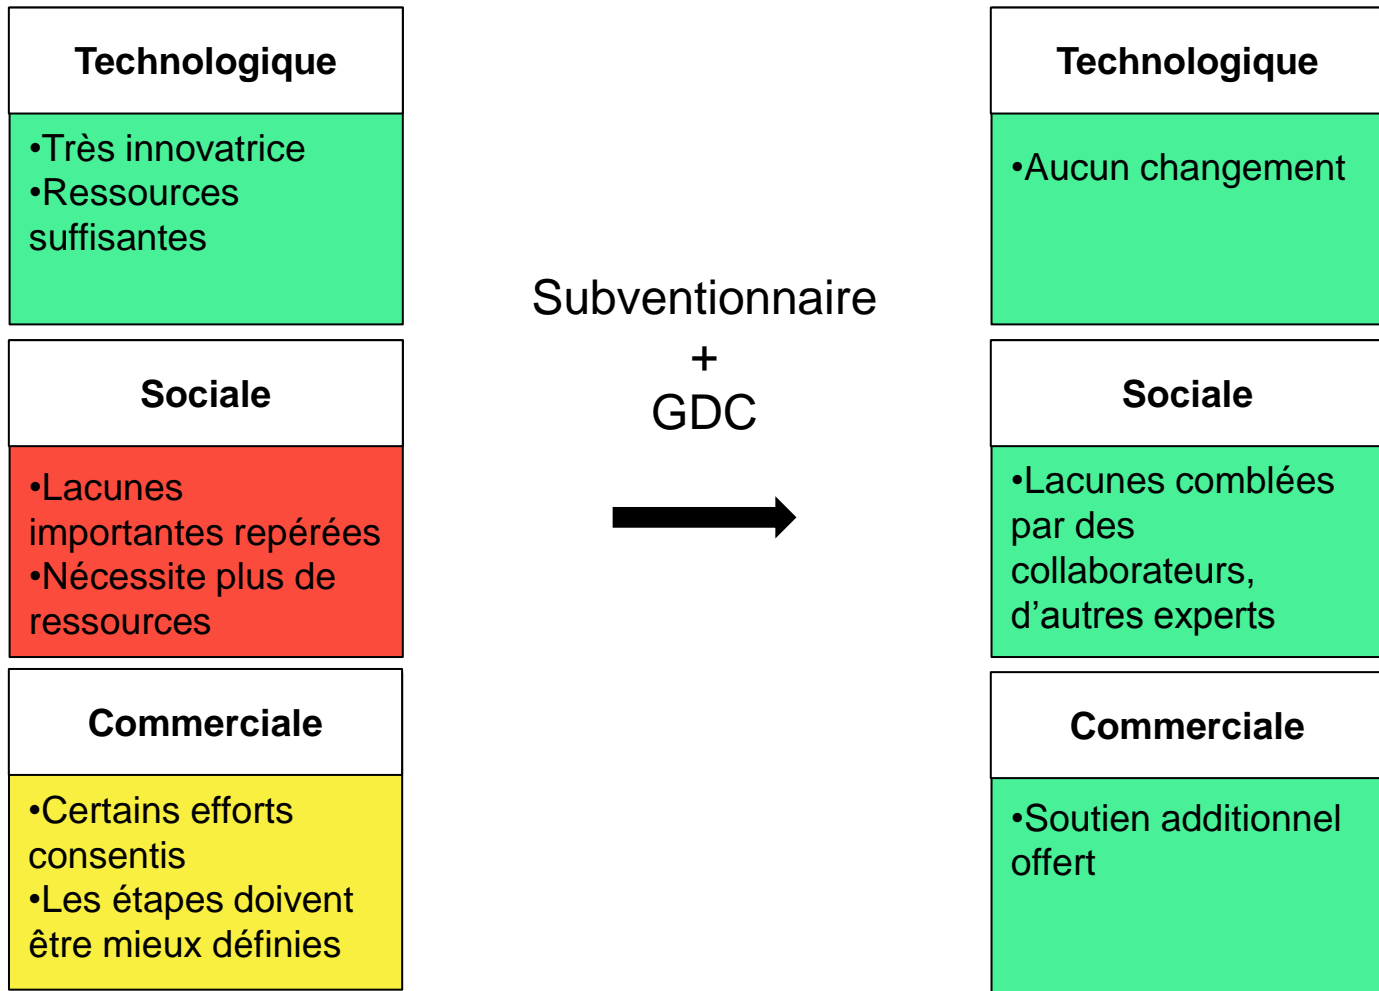 Technologique
•Très innovatrice
•Ressources
suffisantes
Sociale
•Lacunes
importantes repérées
•Nécessite plus de
ressources
Commerciale
•Certains efforts
consentis
•Les étapes doivent
être mieux définies
Subventionnaire
+
GDC
Technologique
•Aucun changement
Sociale
•Lacunes comblées
par des
collaborateurs,
d’autres experts
Commerciale
•Soutien additionnel
offert